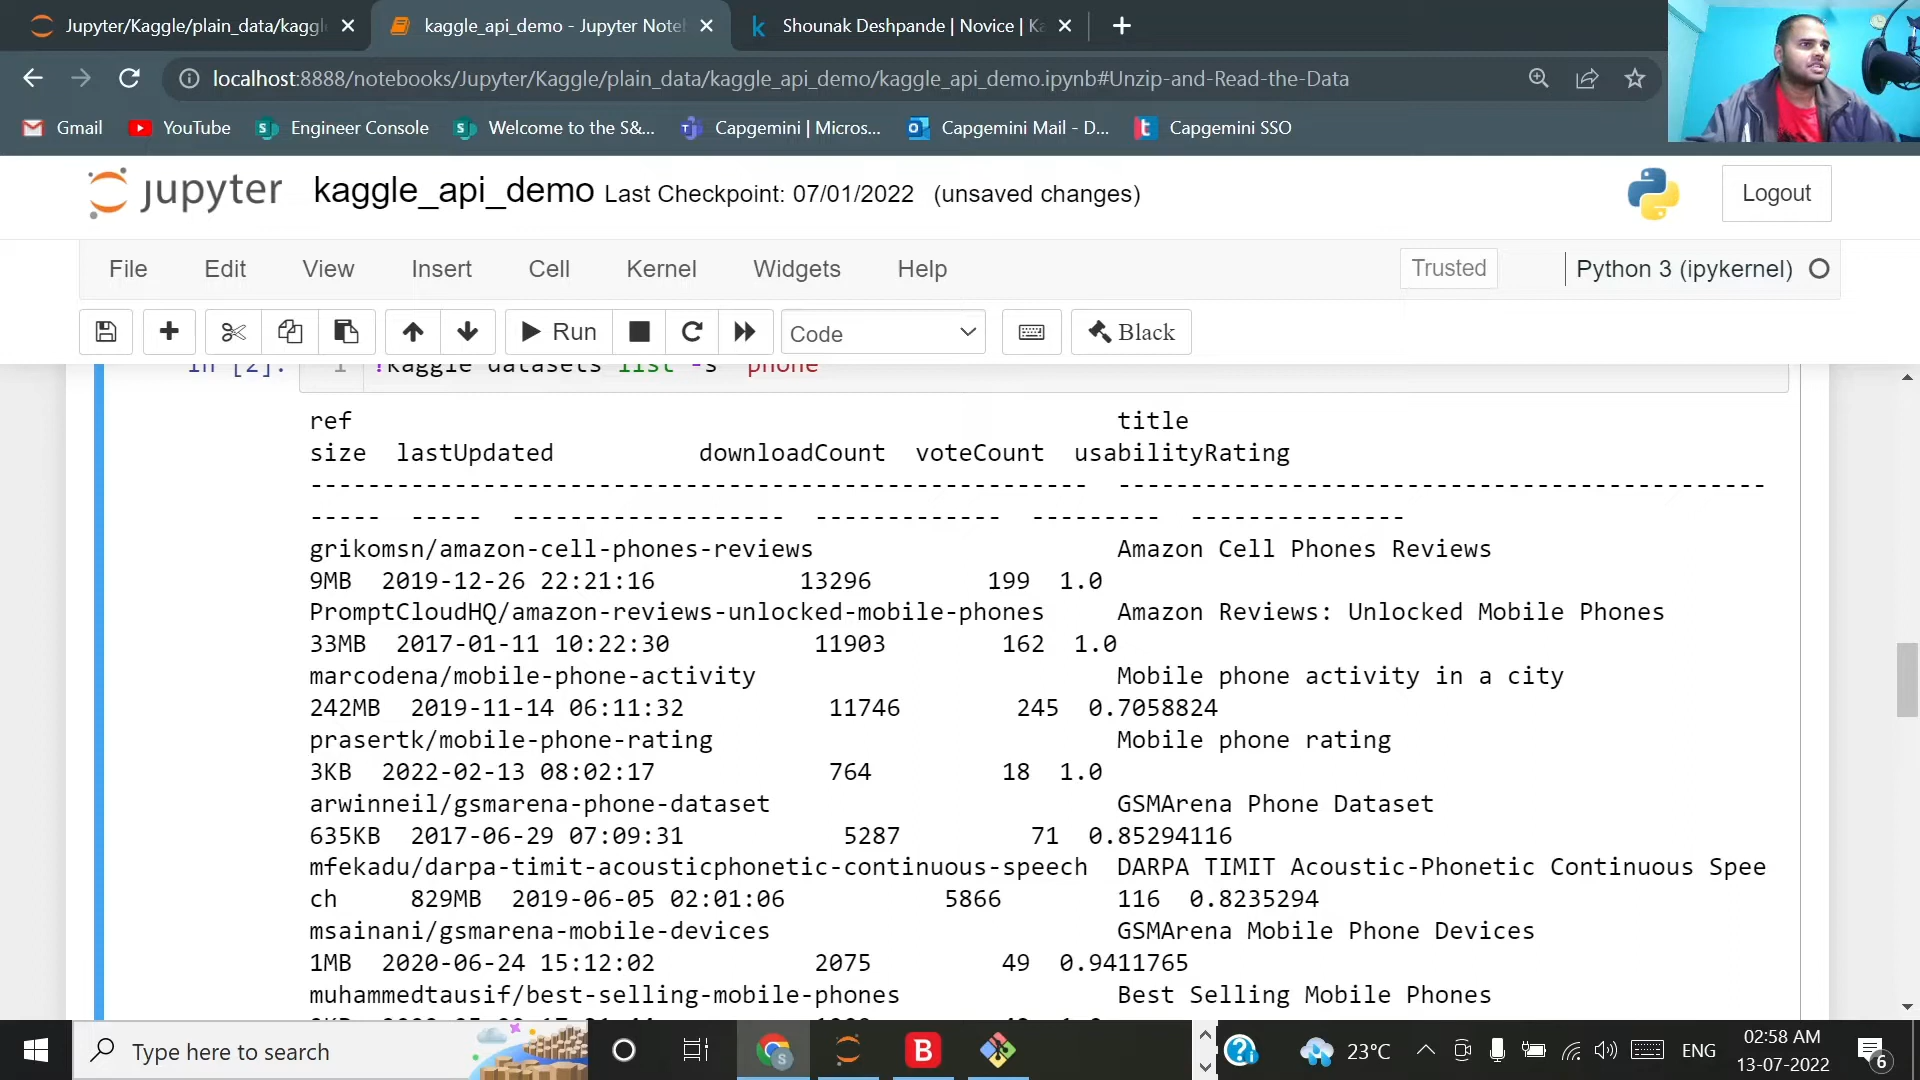 Jupyter/Kaggle/plain_data/kaggl
kaggle_api_demo - Jupyter Note
Shounak Deshpande | Novice | Ka
localhost:8888/notebooks/Jupyter/Kaggle/plain_data/kaggle_api_demo/kaggle_api_demo.ipynb#Unzip-and-Read-the-Data
Gmail
YouTube
Engineer Console
Welcome to the S&...
Capgemini | Micros...
Capgemini Mail - D...
Capgemini SSO
jupyter kaggle_api_demo Last Checkpoint: 07/01/2022 (unsaved changes)
Logout
File Edit View Insert Cell Kernel Widgets Help
Trusted
Python 3 (ipykernel)
Run
Code
Black
In [2]: 1 !kaggle datasets list -s "phone"
ref title
size lastUpdated downloadCount voteCount usabilityRating
------------------------------------------------------ ---------------------------------------------
----- ----- ------------------- ------------- --------- ---------------
grikomsn/amazon-cell-phones-reviews Amazon Cell Phones Reviews
9MB 2019-12-26 22:21:16 13296 199 1.0
PromptCloudHQ/amazon-reviews-unlocked-mobile-phones Amazon Reviews: Unlocked Mobile Phones
33MB 2017-01-11 10:22:30 11903 162 1.0
marcodena/mobile-phone-activity Mobile phone activity in a city
242MB 2019-11-14 06:11:32 11746 245 0.7058824
prasertk/mobile-phone-rating Mobile phone rating
3KB 2022-02-13 08:02:17 764 18 1.0
arwinneil/gsmarena-phone-dataset GSMArena Phone Dataset
635KB 2017-06-29 07:09:31 5287 71 0.85294116
mfekadu/darpa-timit-acousticphonetic-continuous-speech DARPA TIMIT Acoustic-Phonetic Continuous Spee
ch 829MB 2019-06-05 02:01:06 5866 116 0.8235294
msainani/gsmarena-mobile-devices GSMArena Mobile Phone Devices
1MB 2020-06-24 15:12:02 2075 49 0.9411765
muhammedtausif/best-selling-mobile-phones Best Selling Mobile Phones
Type here to search
23°C
ENG
02:58 AM
13-07-2022
6